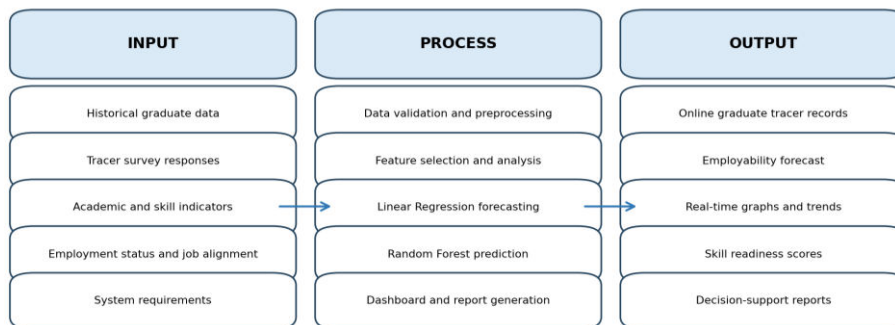 INPUT
Historical graduate data
Tracer survey responses
Academic and skill indicators
Employment status and job alignment
System requirements
PROCESS
Data validation and preprocessing
Feature selection and analysis
Linear Regression forecasting
Random Forest prediction
Dashboard and report generation
OUTPUT
Online graduate tracer records
Employability forecast
Real-time graphs and trends
Skill readiness scores
Decision-support reports